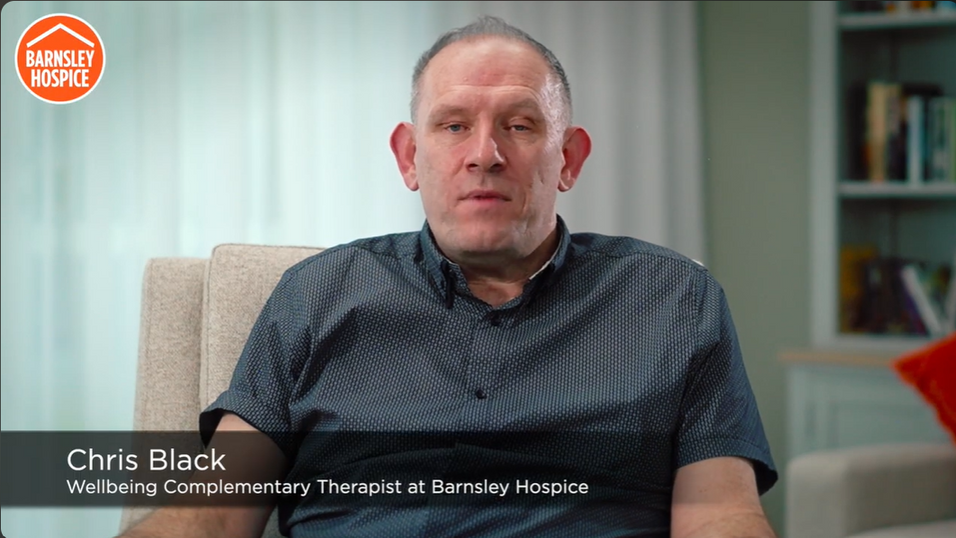 BARNSLEY
HOSPICE
Chris Black
Wellbeing Complementary Therapist at Barnsley Hospice